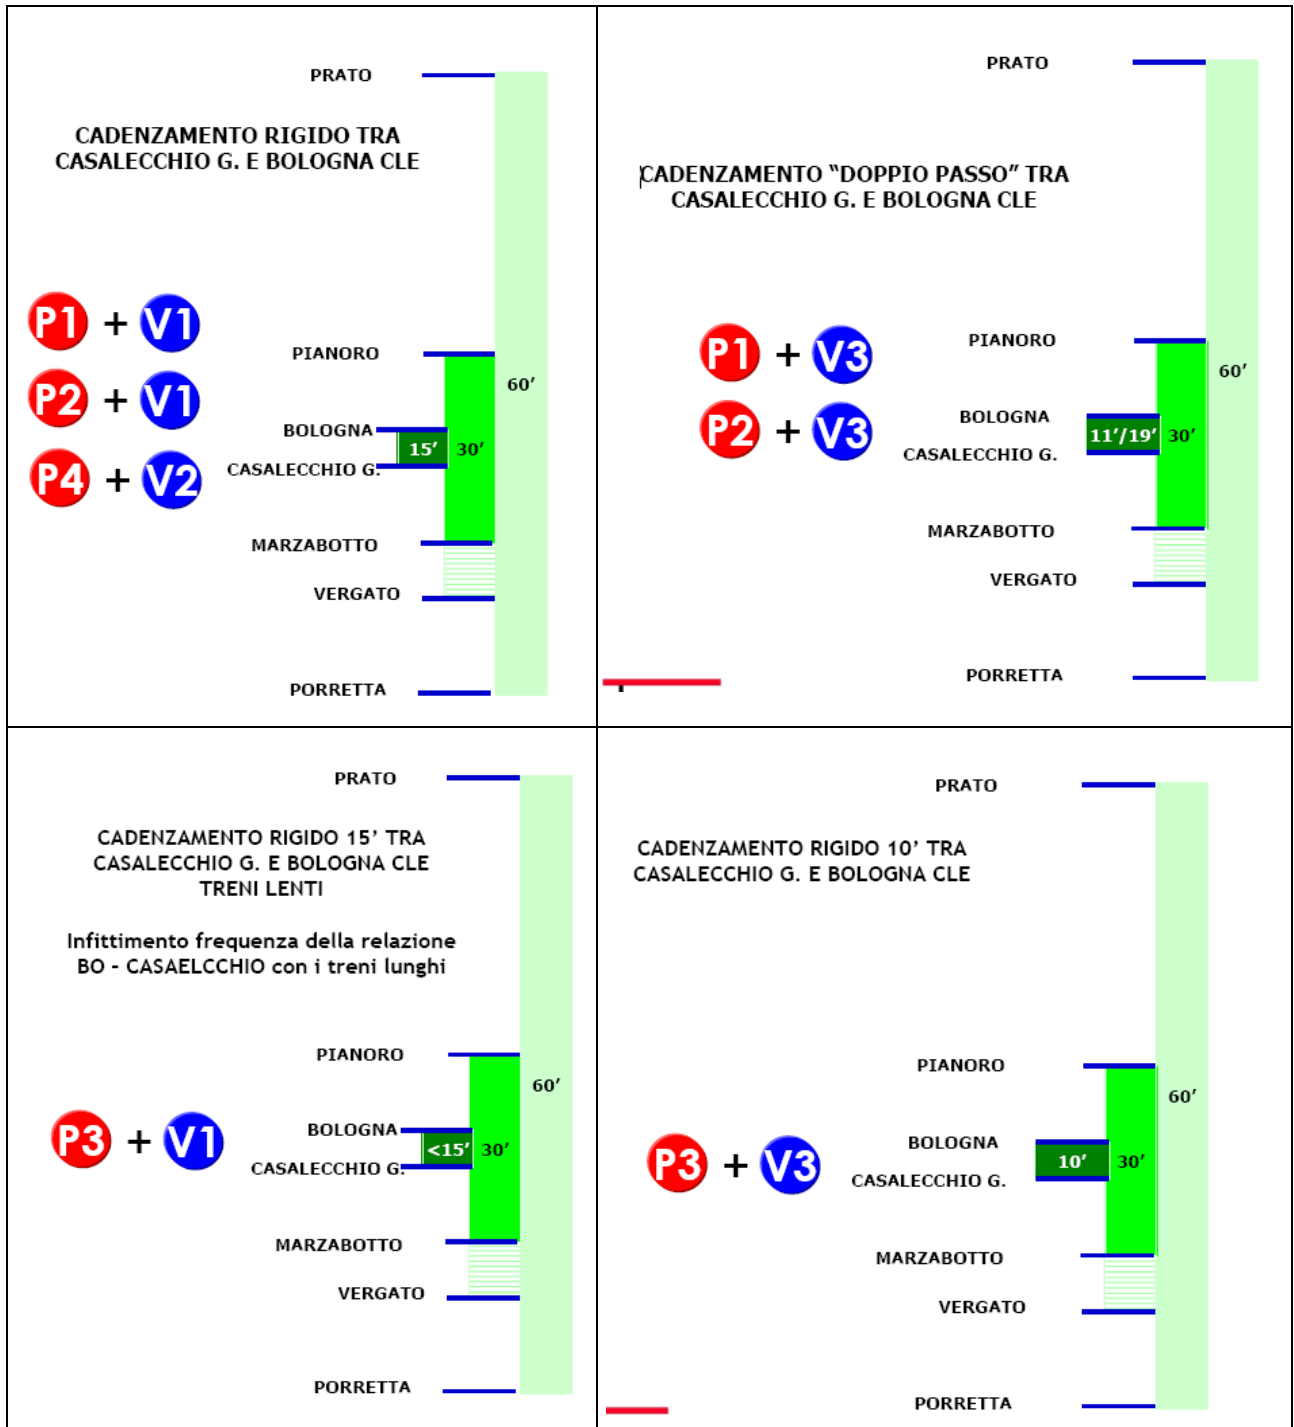 PRATO
CADENZAMENTO RIGIDO TRA
CASALECCHIO G. E BOLOGNA CLE
P1 + V1
P2 + V1
P4 + V2
PIANORO
60’
BOLOGNA
15’ 30’
CASALECCHIO G.
MARZABOTTO
VERGATO
PORRETTA
PRATO
CADENZAMENTO “DOPPIO PASSO” TRA
CASALECCHIO G. E BOLOGNA CLE
P1 + V3
P2 + V3
PIANORO
60’
BOLOGNA
11’/19’ 30’
CASALECCHIO G.
MARZABOTTO
VERGATO
PORRETTA
PRATO
CADENZAMENTO RIGIDO 15’ TRA
CASALECCHIO G. E BOLOGNA CLE
TRENI LENTI
Infittimento frequenza della relazione
BO - CASAELCCHIO con i treni lunghi
P3 + V1
PIANORO
60’
BOLOGNA
<15’ 30’
CASALECCHIO G.
MARZABOTTO
VERGATO
PORRETTA
PRATO
CADENZAMENTO RIGIDO 10’ TRA
CASALECCHIO G. E BOLOGNA CLE
P3 + V3
PIANORO
60’
BOLOGNA
10’ 30’
CASALECCHIO G.
MARZABOTTO
VERGATO
PORRETTA